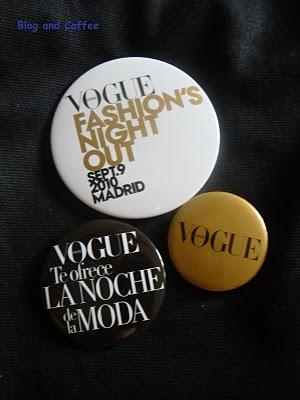 Blog and Coffee
VOGUE
FASHION'S
NIGHT
OUT
SEPT.9
2010
MADRID
VOGUE
VOGUE
Te ofrece
LA NOCHE
de
la MODA